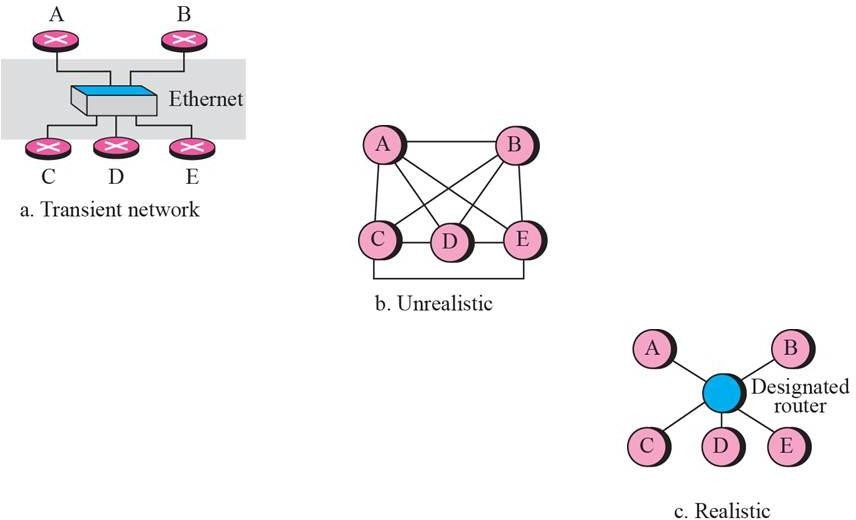 A B
Ethernet
C D E
a. Transient network
A B
C D E
b. Unrealistic
A B
Designated
router
C D E
c. Realistic